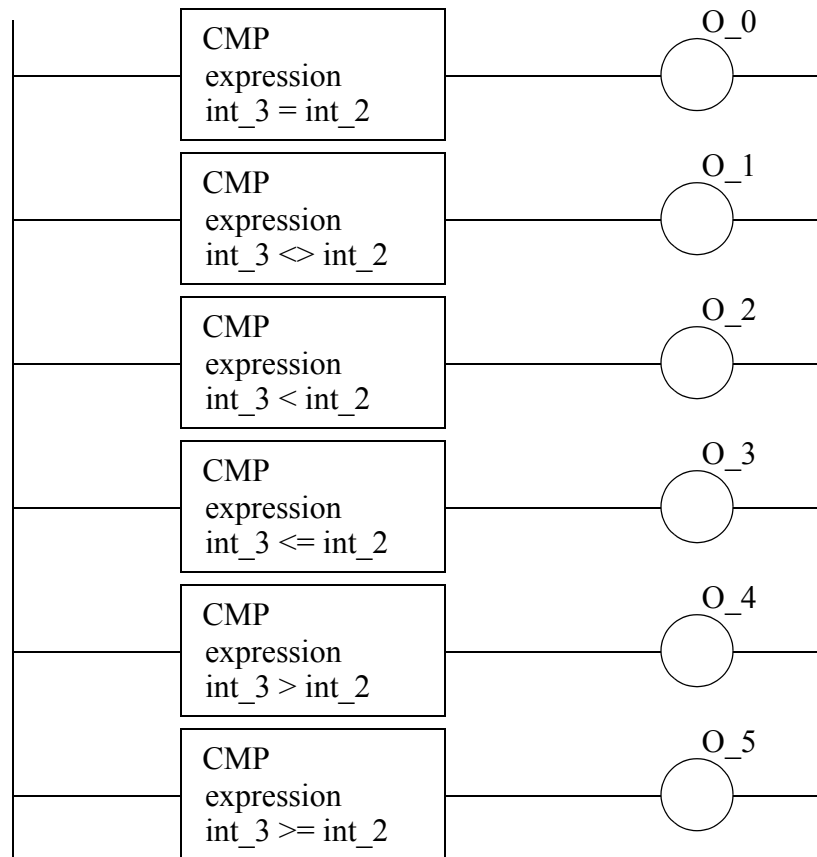 O_0
CMP
expression
int_3 = int_2
O_1
CMP
expression
int_3 <> int_2
O_2
CMP
expression
int_3 < int_2
O_3
CMP
expression
int_3 <= int_2
O_4
CMP
expression
int_3 > int_2
O_5
CMP
expression
int_3 >= int_2